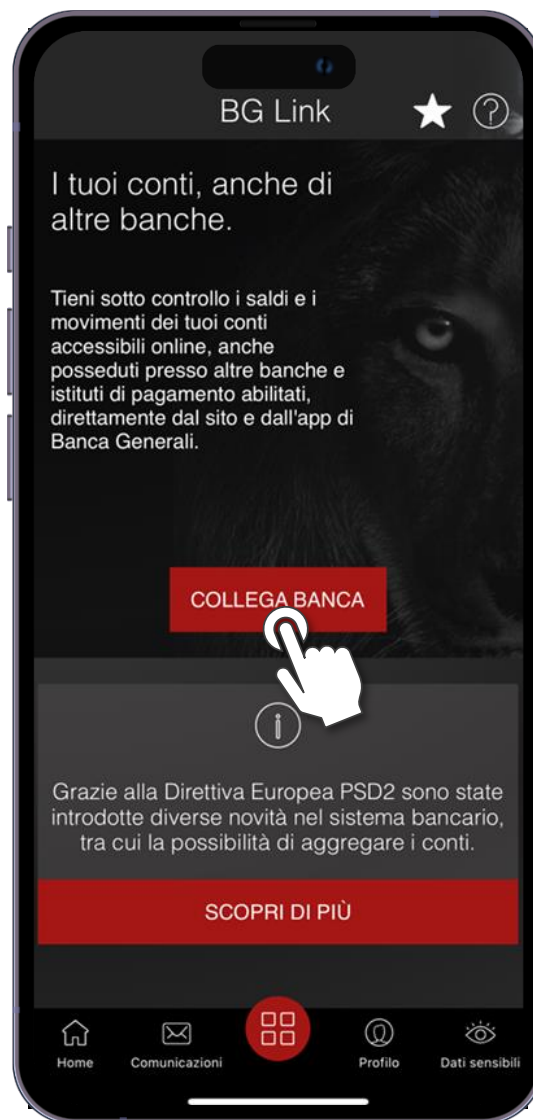 BG Link
I tuoi conti, anche di
altre banche.
Tieni sotto controllo i saldi e i
movimenti dei tuoi conti
accessibili online, anche
posseduti presso altre banche e
istituti di pagamento abilitati,
direttamente dal sito e dall'app di
Banca Generali.
COLLEGA BANCA
Grazie alla Direttiva Europea PSD2 sono state
introdotte diverse novità nel sistema bancario,
tra cui la possibilità di aggregare i conti.
SCOPRI DI PIÙ
Home Comunicazioni Profilo Dati sensibili